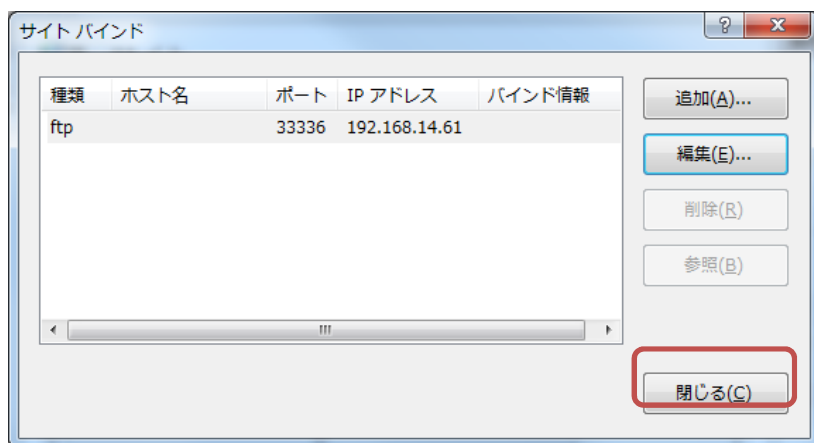 サイト バインド
種類 ホスト名 ポート IP アドレス バインド情報
ftp 33336 192.168.14.61
追加(A)...
編集(E)...
削除(R)
参照(B)
閉じる(C)